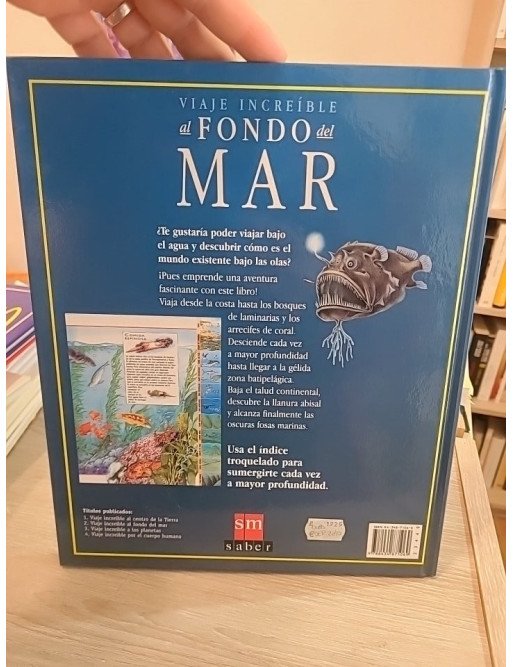 VIAJE INCREÍBLE
al FONDO del
MAR
¿Te gustaría poder viajar bajo
el agua y descubrir cómo es el
mundo existente bajo las olas?
¡Pues emprende una aventura
fascinante con este libro!
Viaja desde la costa hasta los bosques
de laminarias y los
arrecifes de coral.
Desciende cada vez
a mayor profundidad
hasta llegar a la gélida
zona batipelágica.
Baja el talud continental,
descubre la llanura abisal
y alcanza finalmente las
oscuras fosas marinas.
Usa el índice
troquelado para
sumergirte cada vez
a mayor profundidad.
Títulos publicados:
1. Viaje increíble al centro de la Tierra
2. Viaje increíble al fondo del mar
3. Viaje increíble a los planetas
4. Viaje increíble por el cuerpo humano
sm
saber